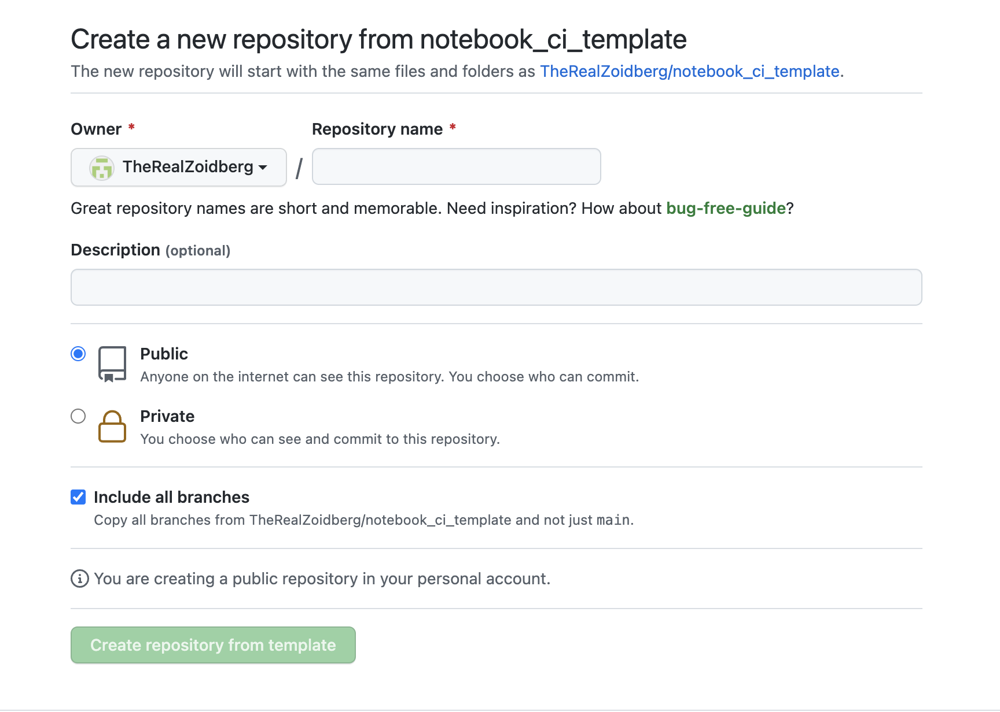 Create a new repository from notebook_ci_template
The new repository will start with the same files and folders as TheRealZoidberg/notebook_ci_template.
Owner * Repository name *
TheRealZoidberg /
Great repository names are short and memorable. Need inspiration? How about bug-free-guide?
Description (optional)
Public
Anyone on the internet can see this repository. You choose who can commit.
Private
You choose who can see and commit to this repository.
Include all branches
Copy all branches from TheRealZoidberg/notebook_ci_template and not just main.
You are creating a public repository in your personal account.
Create repository from template